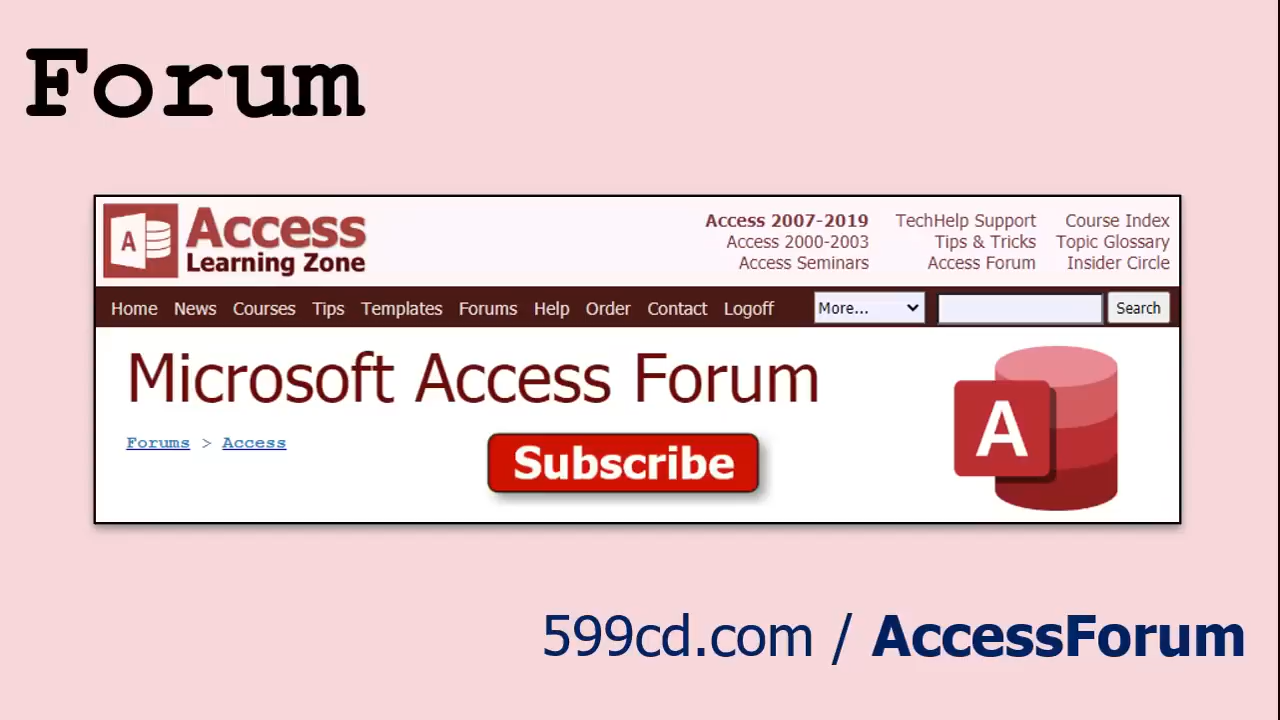 Forum
A Access
Learning Zone
Access 2007-2019 TechHelp Support Course Index
Access 2000-2003 Tips & Tricks Topic Glossary
Access Seminars Access Forum Insider Circle
Home News Courses Tips Templates Forums Help Order Contact Logoff More... Search
Microsoft Access Forum
Forums > Access
Subscribe
A
599cd.com / AccessForum